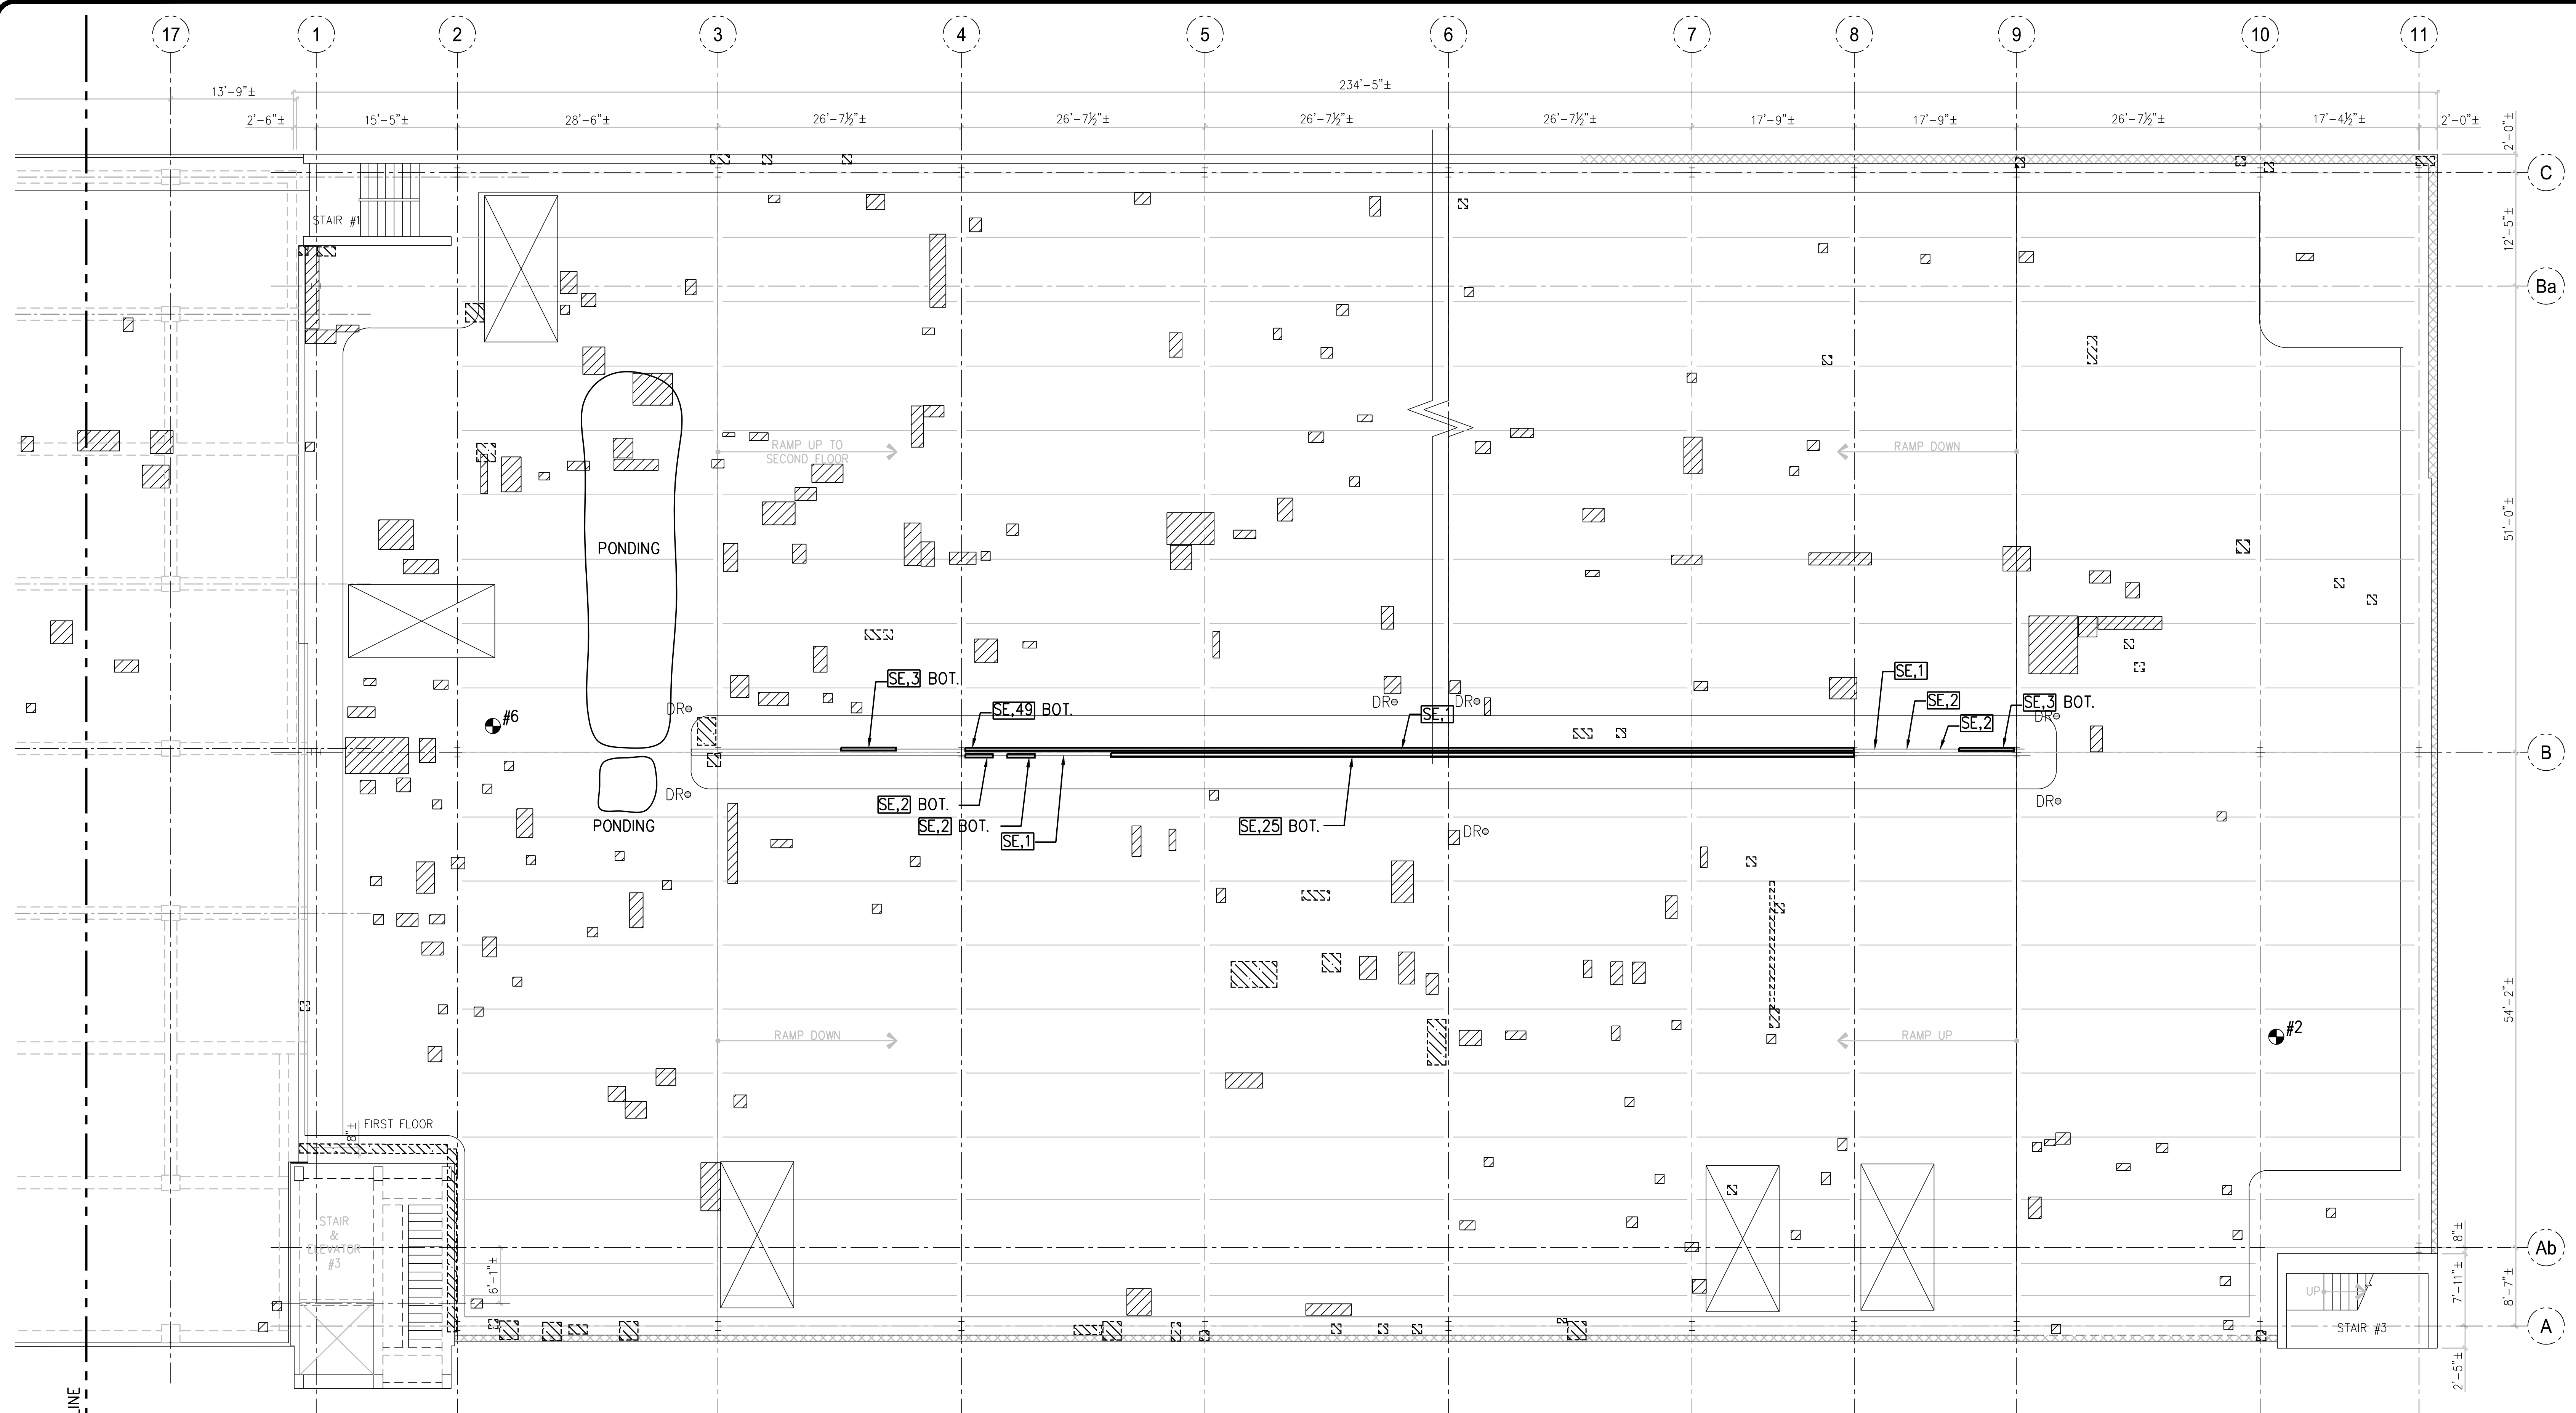 17 1 2 3 4 5 6 7 8 9 10 11
234'-5"±
13'-9"±
2'-6"± 15'-5"± 28'-6"± 26'-7½"± 26'-7½"± 26'-7½"± 26'-7½"± 17'-9"± 17'-9"± 26'-7½"± 17'-4½"± 2'-0"±
2'-0"±
C
STAIR #1
12'-5"±
Ba
RAMP UP TO
SECOND FLOOR
RAMP DOWN
51'-0"±
PONDING
SE,3 BOT.
SE,1
SE,2
SE,3 BOT.
DR
SE,49 BOT.
DR
DR
SE,1
SE,2
DR
#6
B
DR
SE,2 BOT.
DR
PONDING
SE,2 BOT.
SE,25 BOT.
DR
SE,1
54'-2"±
RAMP DOWN
RAMP UP
#2
FIRST FLOOR
8"±
STAIR
&
ELEVATOR
#3
6'-1"±
8"±
Ab
7'-11"±
8'-7"±
UP
STAIR #3
A
2'-5"±
LINE